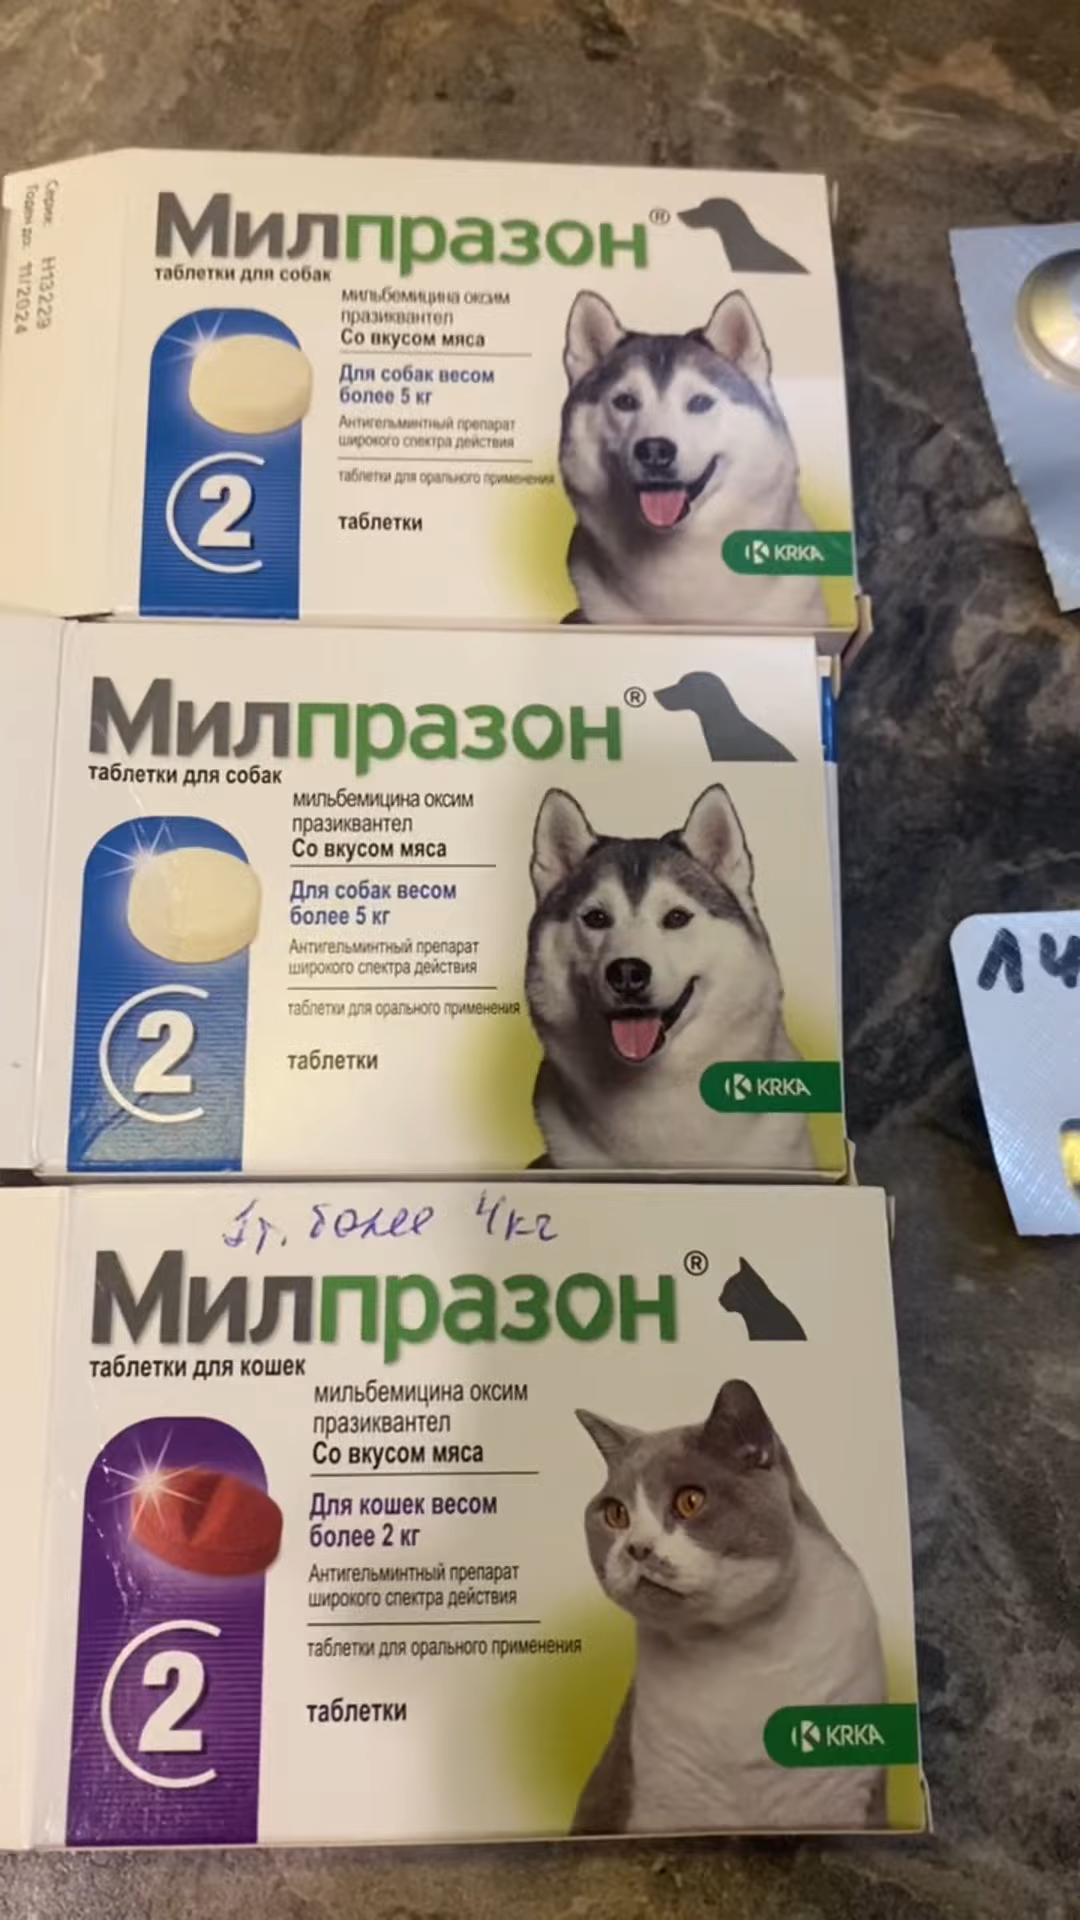 Серия: H13229
Годен до: 11/2024
Милпразон®
таблетки для собак
мильбемицина оксим
празиквантел
Со вкусом мяса
Для собак весом
более 5 кг
Антигельминтный препарат
широкого спектра действия
таблетки для орального применения
таблетки
2
KRKA
Милпразон®
таблетки для собак
мильбемицина оксим
празиквантел
Со вкусом мяса
Для собак весом
более 5 кг
Антигельминтный препарат
широкого спектра действия
таблетки для орального применения
таблетки
2
KRKA
1т. более 4кг
Милпразон®
таблетки для кошек
мильбемицина оксим
празиквантел
Со вкусом мяса
Для кошек весом
более 2 кг
Антигельминтный препарат
широкого спектра действия
таблетки для орального применения
таблетки
2
KRKA